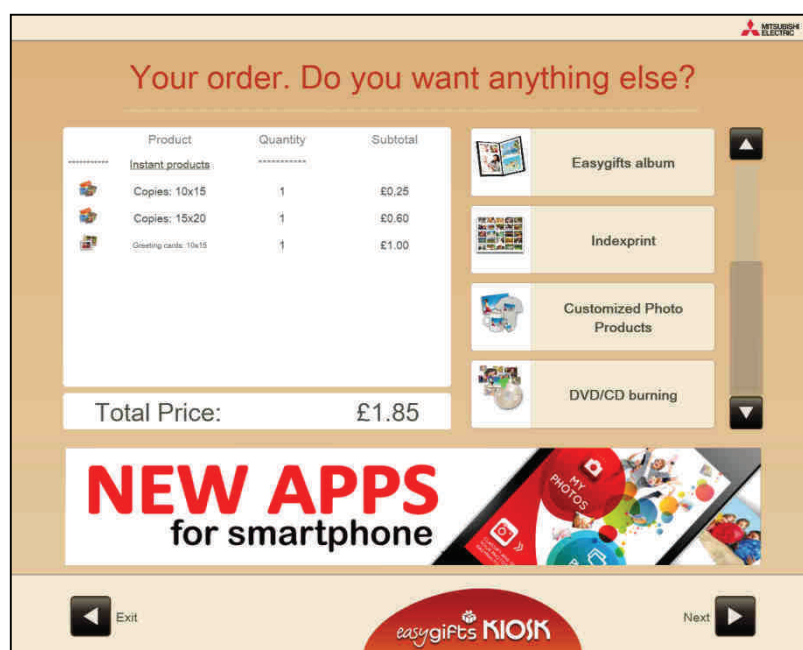 MITSUBISHI
ELECTRIC
Your order. Do you want anything else?
Product Quantity Subtotal
----------- Instant products -----------
Copies: 10x15 1 £0,25
Copies: 15x20 1 £0.60
Greeting cards: 10x15 1 £1.00
Total Price: £1.85
Easygifts album
Indexprint
Customized Photo
Products
DVD/CD burning
NEW APPS
for smartphone
MY
PHOTOS
Exit
easygifts KIOSK
Next